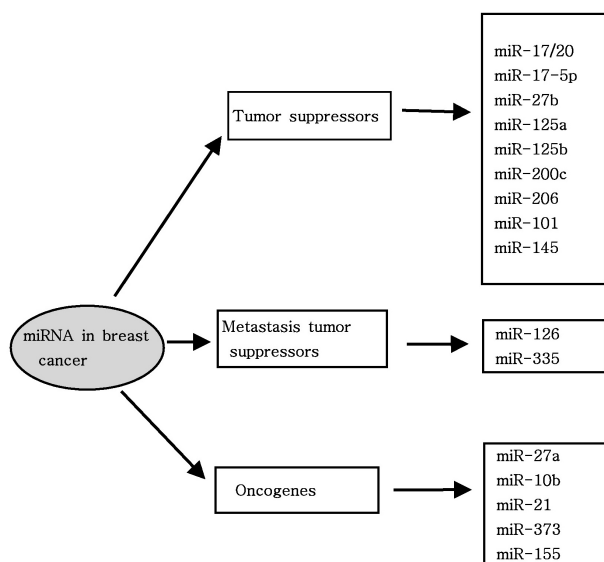 miRNA in breast
cancer
Tumor suppressors
miR-17/20
miR-17-5p
miR-27b
miR-125a
miR-125b
miR-200c
miR-206
miR-101
miR-145
Metastasis tumor
suppressors
miR-126
miR-335
Oncogenes
miR-27a
miR-10b
miR-21
miR-373
miR-155